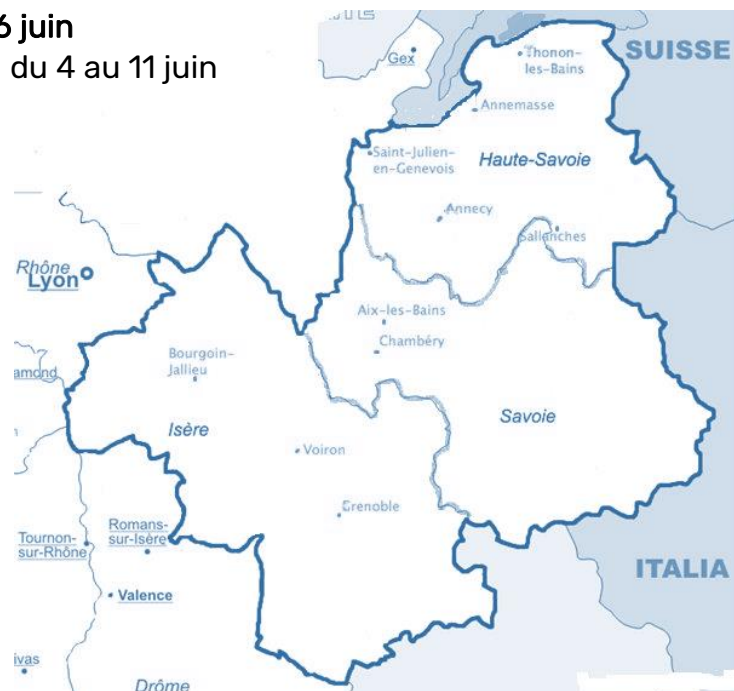 6 juin
du 4 au 11 juin
SUISSE
Gex
Thonon-
les-Bains
Annemasse
Saint-Julien-
en-Genevois
Haute-Savoie
Annecy
Sallanches
Rhône
Lyon
Aix-les-Bains
Chambéry
Bourgoin-
Jallieu
amond
Savoie
Isère
Voiron
Grenoble
Tournon-
sur-Rhône
Romans-
sur-Isère
ITALIA
Valence
ivas
Drôme